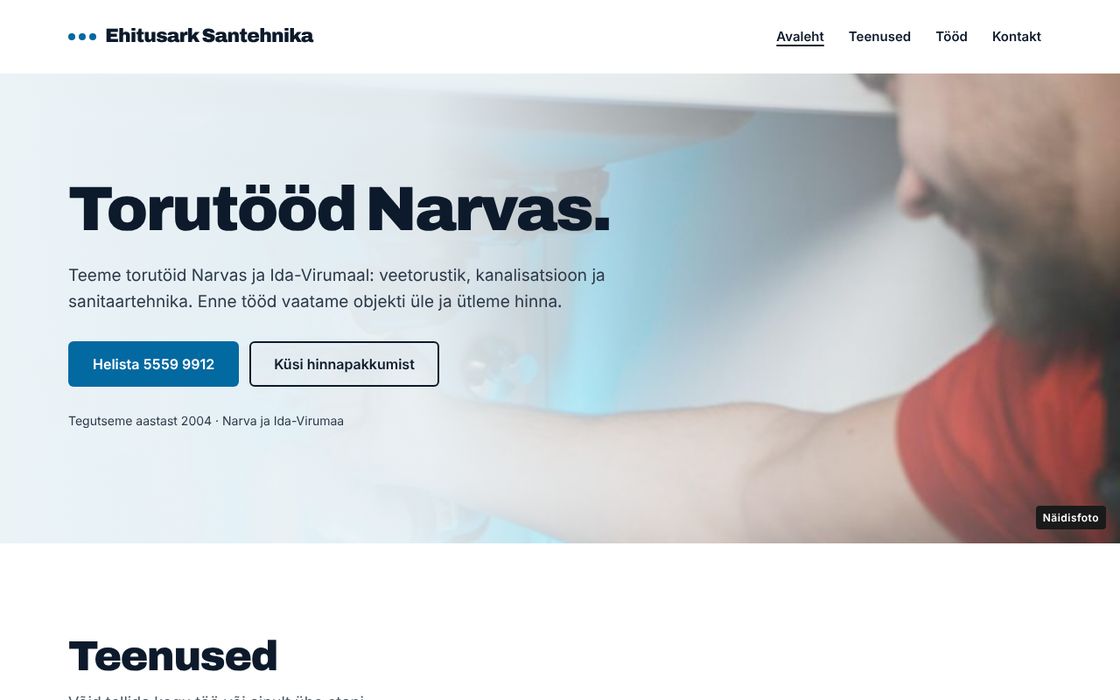 Ehitusark Santehnika
Avaleht Teenused Tööd Kontakt
Torutööd Narvas.
Teeme torutöid Narvas ja Ida-Virumaal: veetorustik, kanalisatsioon ja
sanitaartehnika. Enne tööd vaatame objekti üle ja ütleme hinna.
Helista 5559 9912 Küsi hinnapakkumist
Tegutseme aastast 2004 · Narva ja Ida-Virumaa
Näidisfoto
Teenused